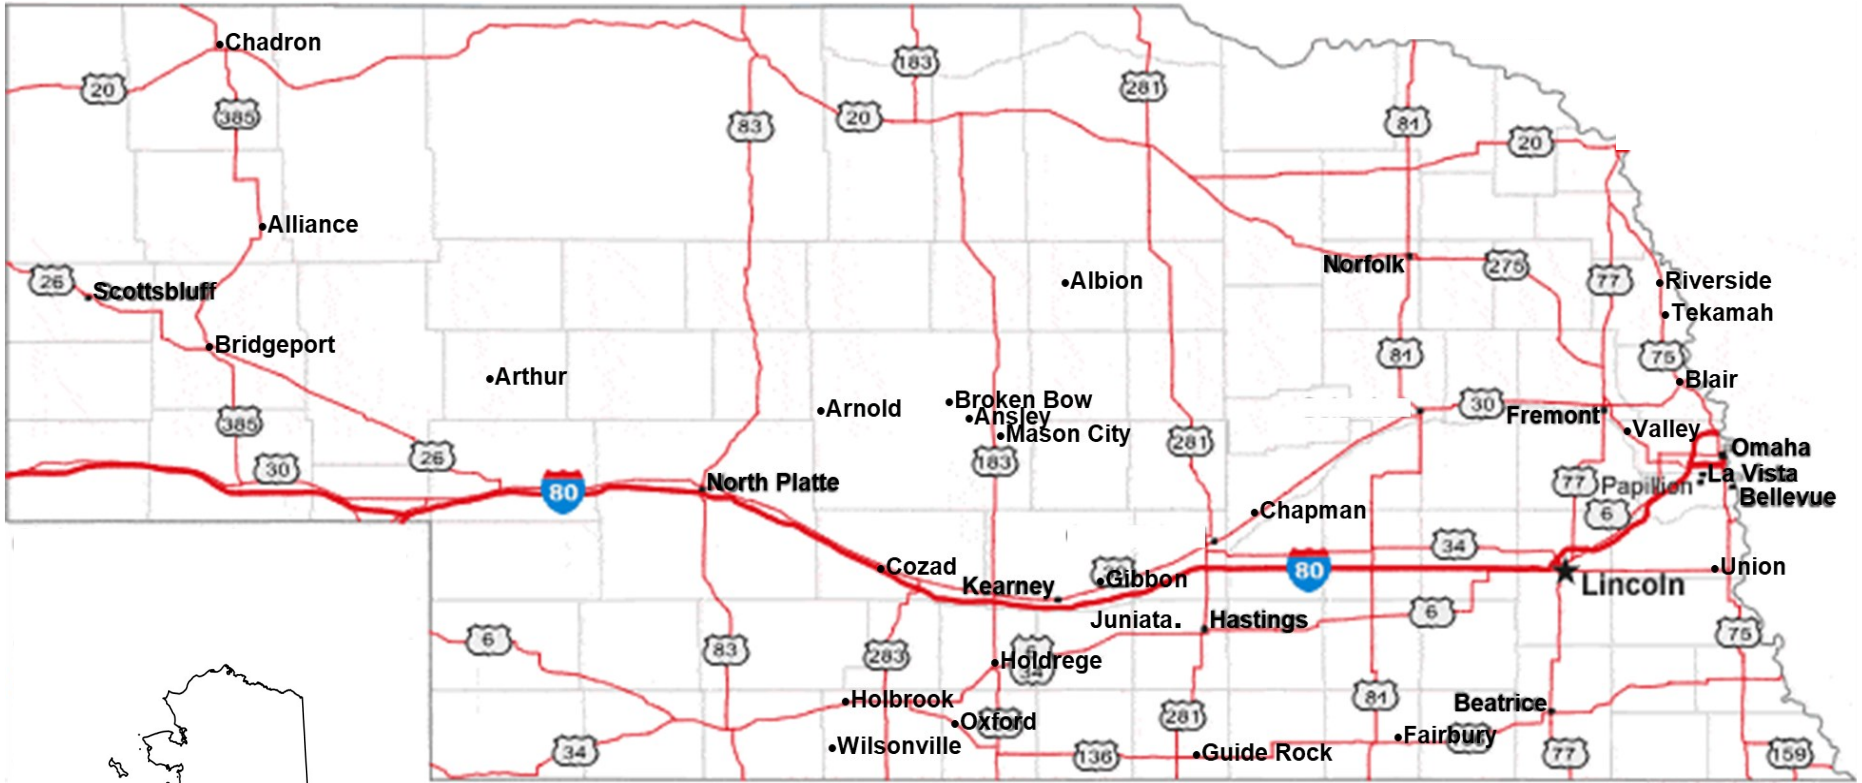 Chadron
183
20
281
385
83
20
81
20
Alliance
Norfolk
275
26
Scottsbluff
Albion
77
Riverside
Tekamah
Bridgeport
81
75
Arthur
Blair
Broken Bow
30
Arnold
Ansley
Fremont
385
Mason City
Valley
281
26
Omaha
30
183
La Vista
North Platte
77
Papillion
80
Bellevue
Chapman
6
34
Cozad
80
Union
Gibbon
Kearney
Lincoln
6
Juniata.
Hastings
6
75
83
283
Holdrege
6
34
Holbrook
81
Beatrice
281
Oxford
Fairbury
34
Wilsonville
136
Guide Rock
77
159